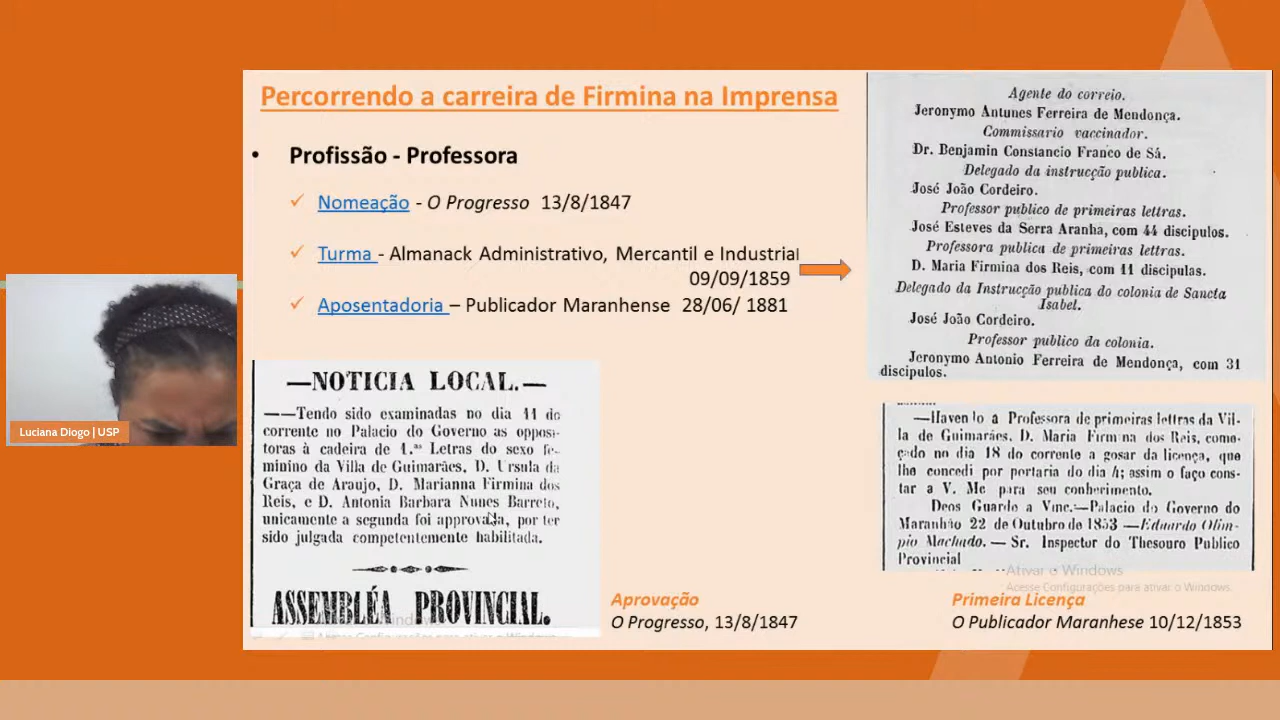 Percorrendo a carreira de Firmina na Imprensa
• Profissão - Professora
✓ Nomeação - O Progresso 13/8/1847
✓ Turma - Almanack Administrativo, Mercantil e Industrial
09/09/1859
✓ Aposentadoria – Publicador Maranhense 28/06/ 1881
Agente do correio.
Jeronymo Antunes Ferreira de Mendonça.
Commissario vaccinador.
Dr. Benjamin Constancio Franco de Sá.
Delegado da instrucção publica.
José João Cordeiro.
Professor publico de primeiras lettras.
José Esteves da Serra Aranha, com 44 discipulos.
Professora publica de primeiras lettras.
D. Maria Firmina dos Reis, com 11 discipulas.
Delegado da Instrucção publica do colonia de Sancta
Isabel.
José João Cordeiro.
Professor publico da colonia.
Jeronymo Antonio Ferreira de Mendonça, com 31
discipulos.
—NOTICIA LOCAL.—
——Tendo sido examinadas no dia 11 do
corrente no Palacio do Governo as opposi-
toras à cadeira de 1.as Letras do sexo fe-
minino da Villa de Guimarães, D. Ursula da
Graça de Araujo, D. Marianna Firmina dos
Reis, e D. Antonia Barbara Nunes Barreto,
unicamente a segunda foi approvada, por ter
sido julgada competentemente habilitada.
ASSEMBLÉA PROVINCIAL.
Aprovação
O Progresso, 13/8/1847
—Haven lo a Professora de primeiras lettras da Vil-
la de Guimarães, D. Maria Firmina dos Reis, come-
çado no dia 18 do corrente a gosar da licença, que
lhe concedi por portaria do dia 4; assim o faço cons-
tar a V. Mc para seu conhecimento.
Deos Guarde a Vmc.—Palacio do Governo do
Maranhão 22 de Outubro de 1853 —Eduardo Olim-
pio Machado.— Sr. Inspector do Thesouro Publico
Provincial
Ativar o Windows
Acesse Configurações para ativar o Windows.
Primeira Licença
O Publicador Maranhese 10/12/1853
Luciana Diogo | USP